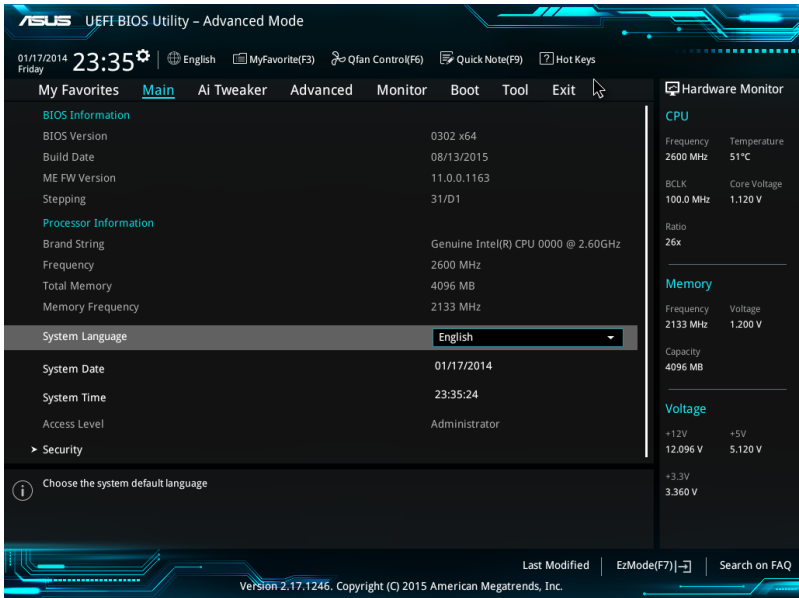 ASUS UEFI BIOS Utility – Advanced Mode
01/17/2014 Friday 23:35 English MyFavorite(F3) Qfan Control(F6) Quick Note(F9) ? Hot Keys
My Favorites Main Ai Tweaker Advanced Monitor Boot Tool Exit
BIOS Information
BIOS Version 0302 x64
Build Date 08/13/2015
ME FW Version 11.0.0.1163
Stepping 31/D1
Processor Information
Brand String Genuine Intel(R) CPU 0000 @ 2.60GHz
Frequency 2600 MHz
Total Memory 4096 MB
Memory Frequency 2133 MHz
System Language English
System Date 01/17/2014
System Time 23:35:24
Access Level Administrator
Security
Choose the system default language
Hardware Monitor
CPU
Frequency Temperature
2600 MHz 51°C
BCLK Core Voltage
100.0 MHz 1.120 V
Ratio
26x
Memory
Frequency Voltage
2133 MHz 1.200 V
Capacity
4096 MB
Voltage
+12V +5V
12.096 V 5.120 V
+3.3V
3.360 V
Last Modified EzMode(F7) Search on FAQ
Version 2.17.1246. Copyright (C) 2015 American Megatrends, Inc.